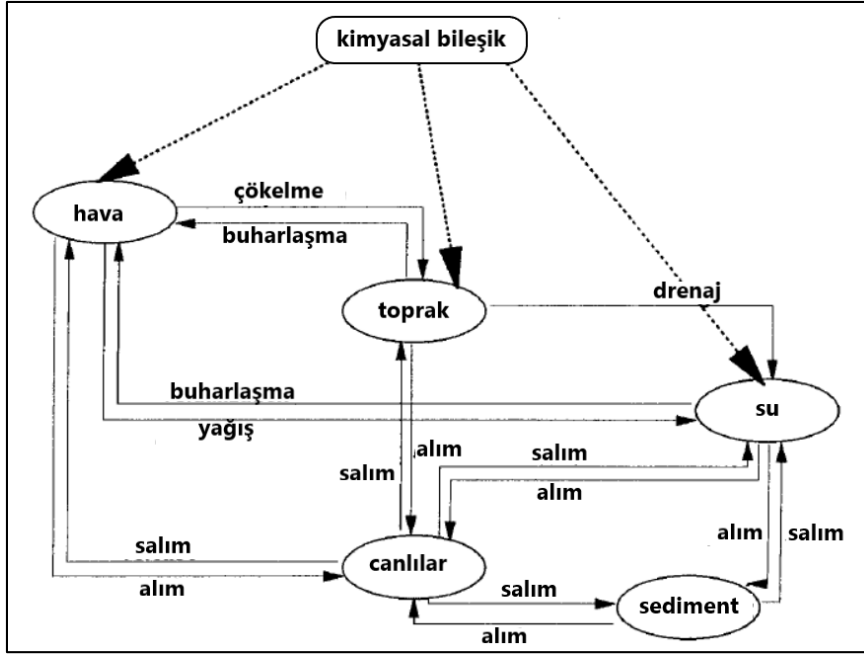 kimyasal bileşik
çökelme
hava
buharlaşma
drenaj
toprak
buharlaşma
su
yağış
alım
salım
salım
alım
salım
alım
salım
canlılar
alım
salım
sediment
alım